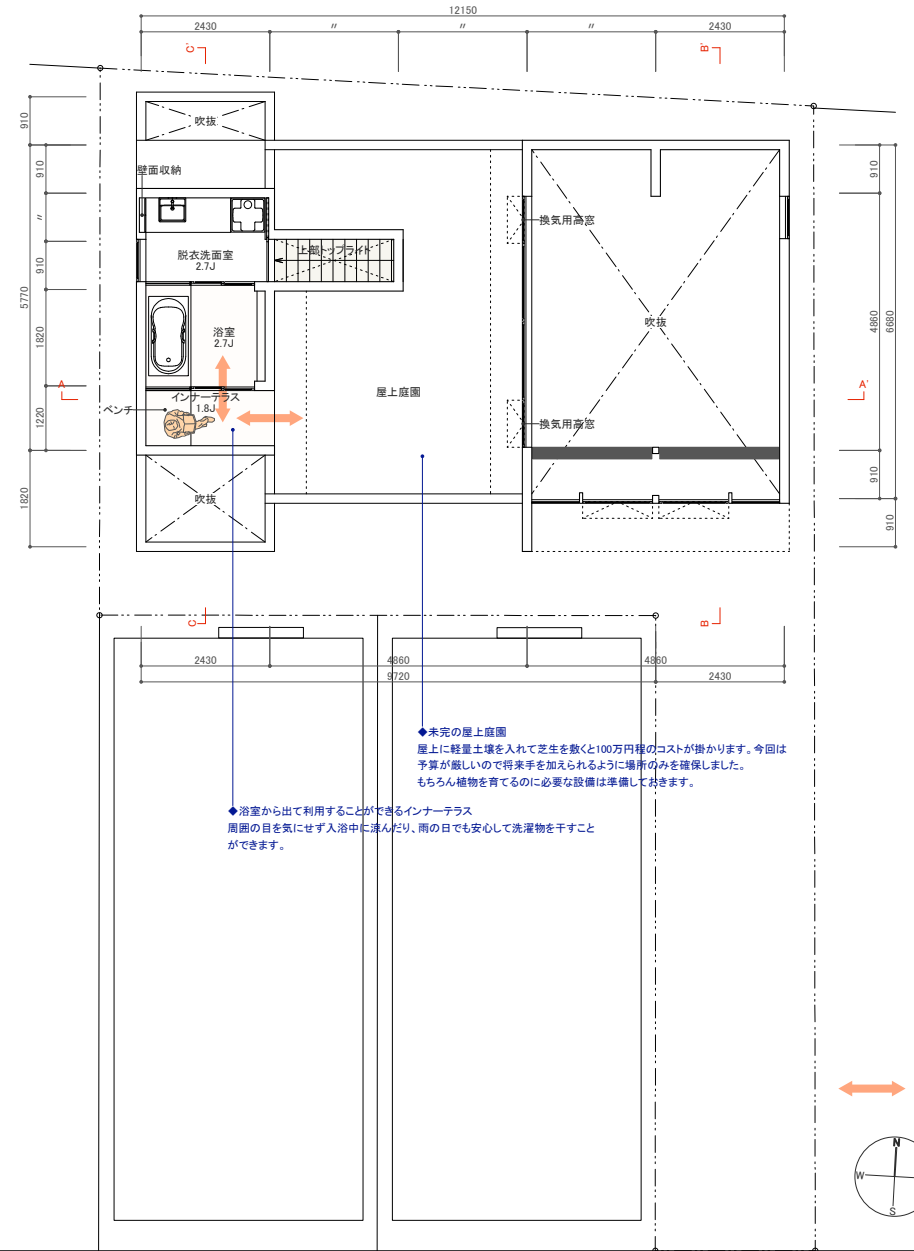 12150
2430
〃
〃
〃
2430
C'
B'
910
910
〃
910
5770
1820
1220
1820
吹抜
壁面収納
脱衣洗面室
2.7J
上部トップライト
浴室
2.7J
インナーテラス
1.8J
ベンチ
吹抜
屋上庭園
換気用高窓
吹抜
換気用高窓
910
4860
6680
910
910
A
A'
C
B
2430
4860
4860
9720
2430
◆未完の屋上庭園
屋上に軽量土壌を入れて芝生を敷くと100万円程のコストが掛かります。今回は
予算が厳しいので将来手を加えられるように場所のみを確保しました。
もちろん植物を育てるのに必要な設備は準備しておきます。
◆浴室から出て利用することができるインナーテラス
周囲の目を気にせず入浴中に涼んだり、雨の日でも安心して洗濯物を干すこと
ができます。
N
W
S